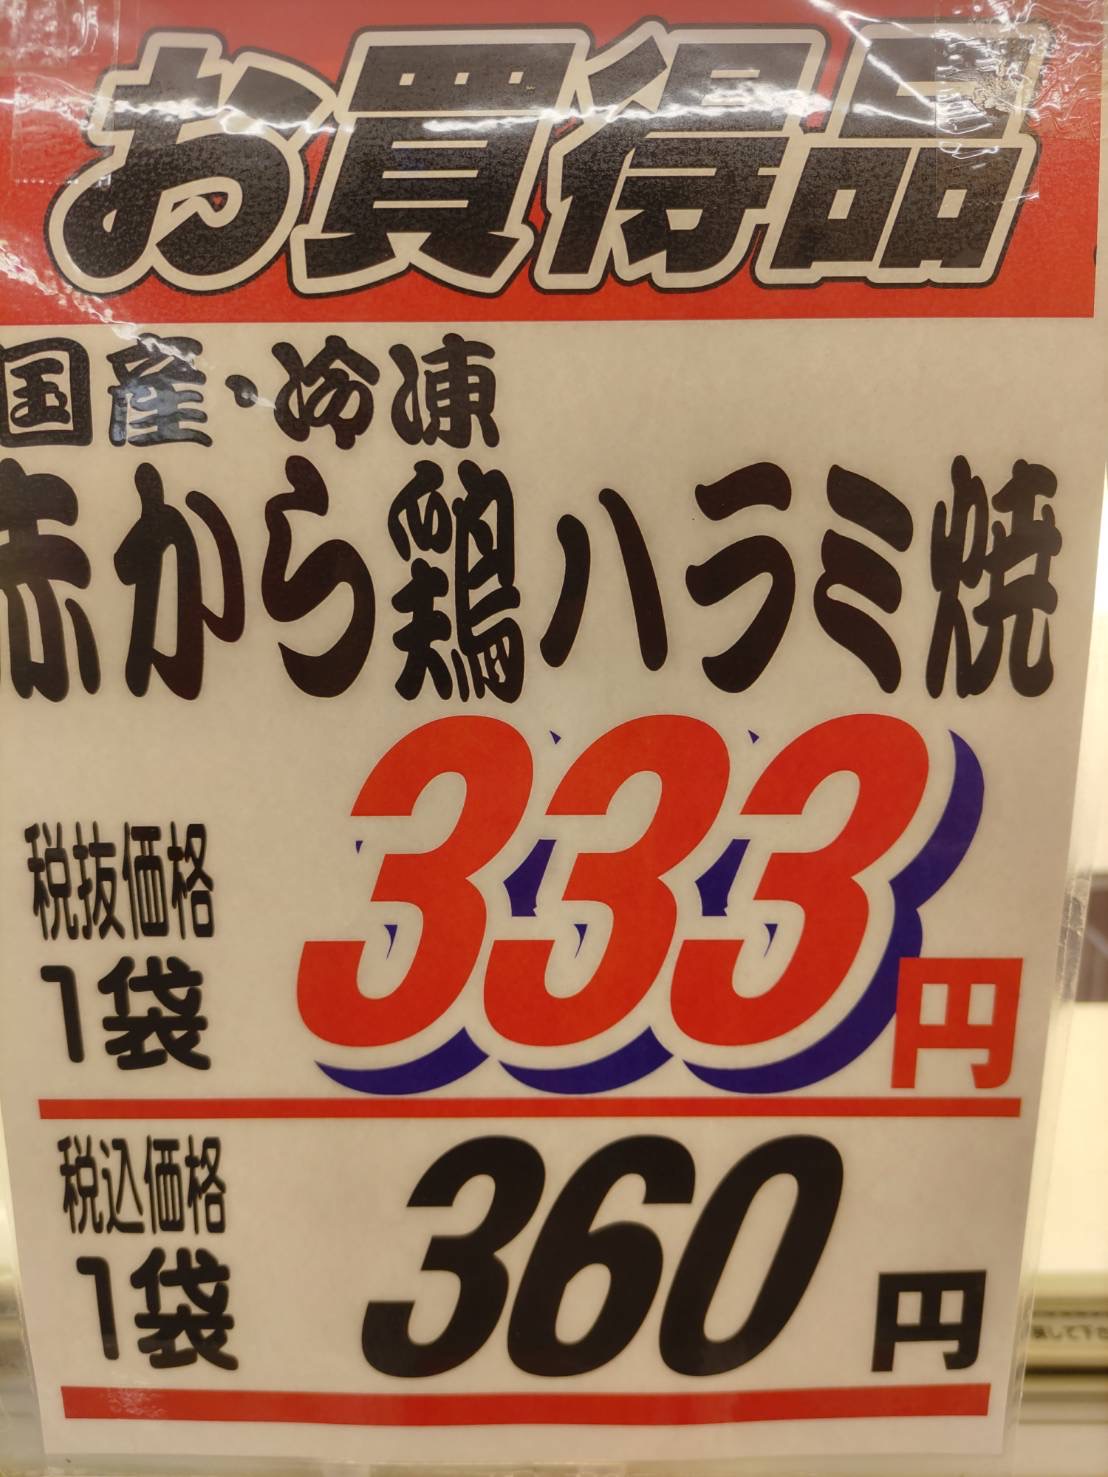 お買得品
国産・冷凍
赤から鶏ハラミ焼
税抜価格
1袋
333円
税込価格
1袋
360円